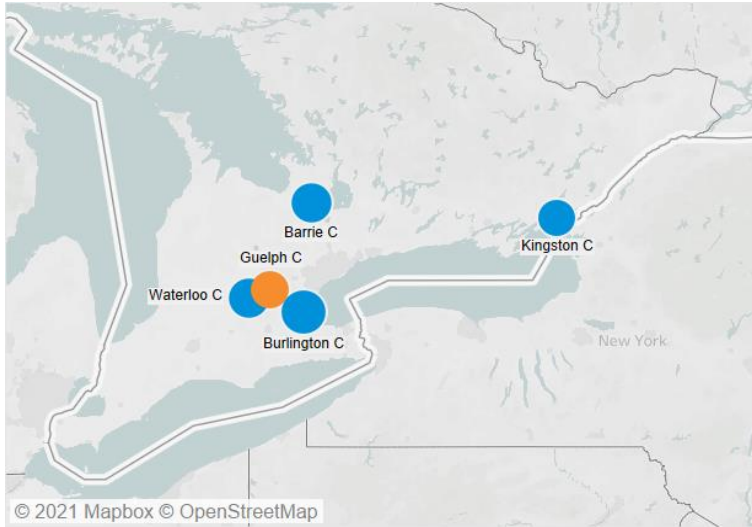 Barrie C
Kingston C
Guelph C
Waterloo C
Burlington C
New York
© 2021 Mapbox © OpenStreetMap